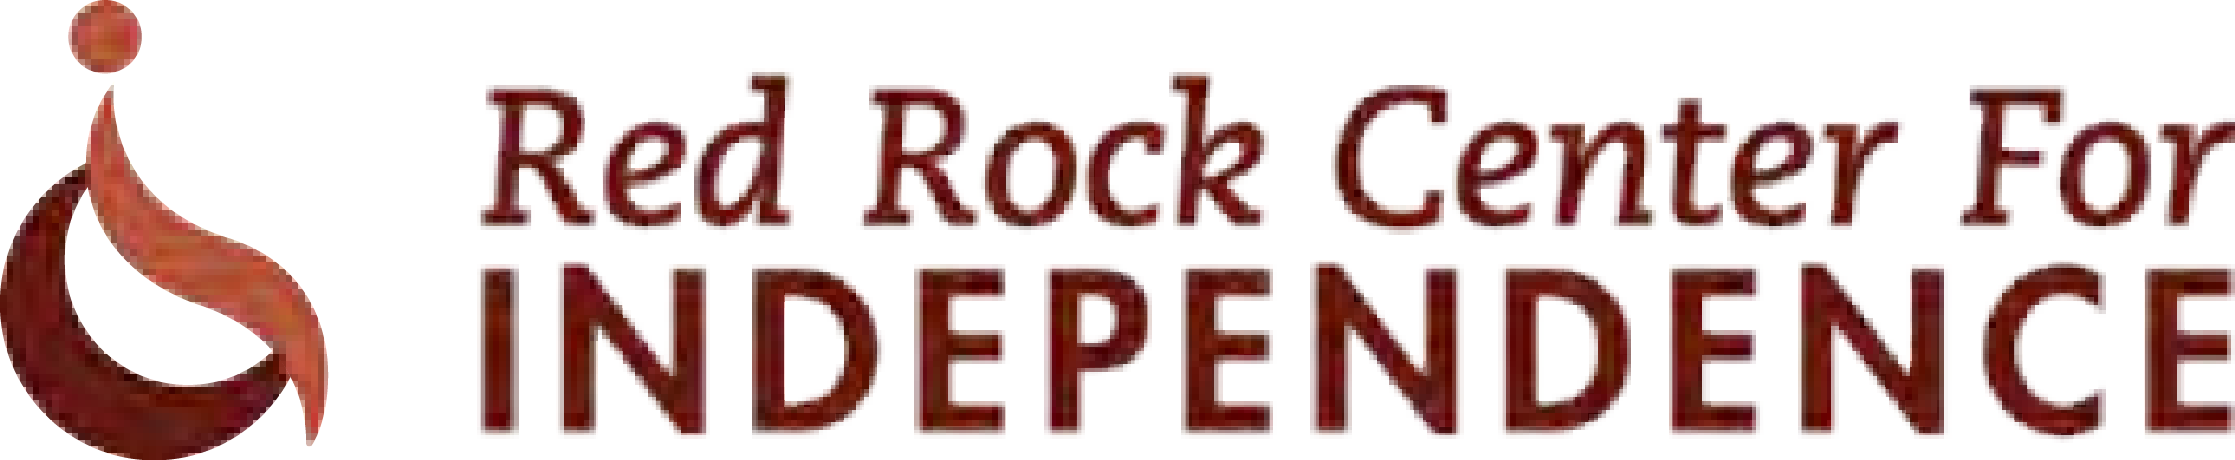 Red Rock Center For
INDEPENDENCE